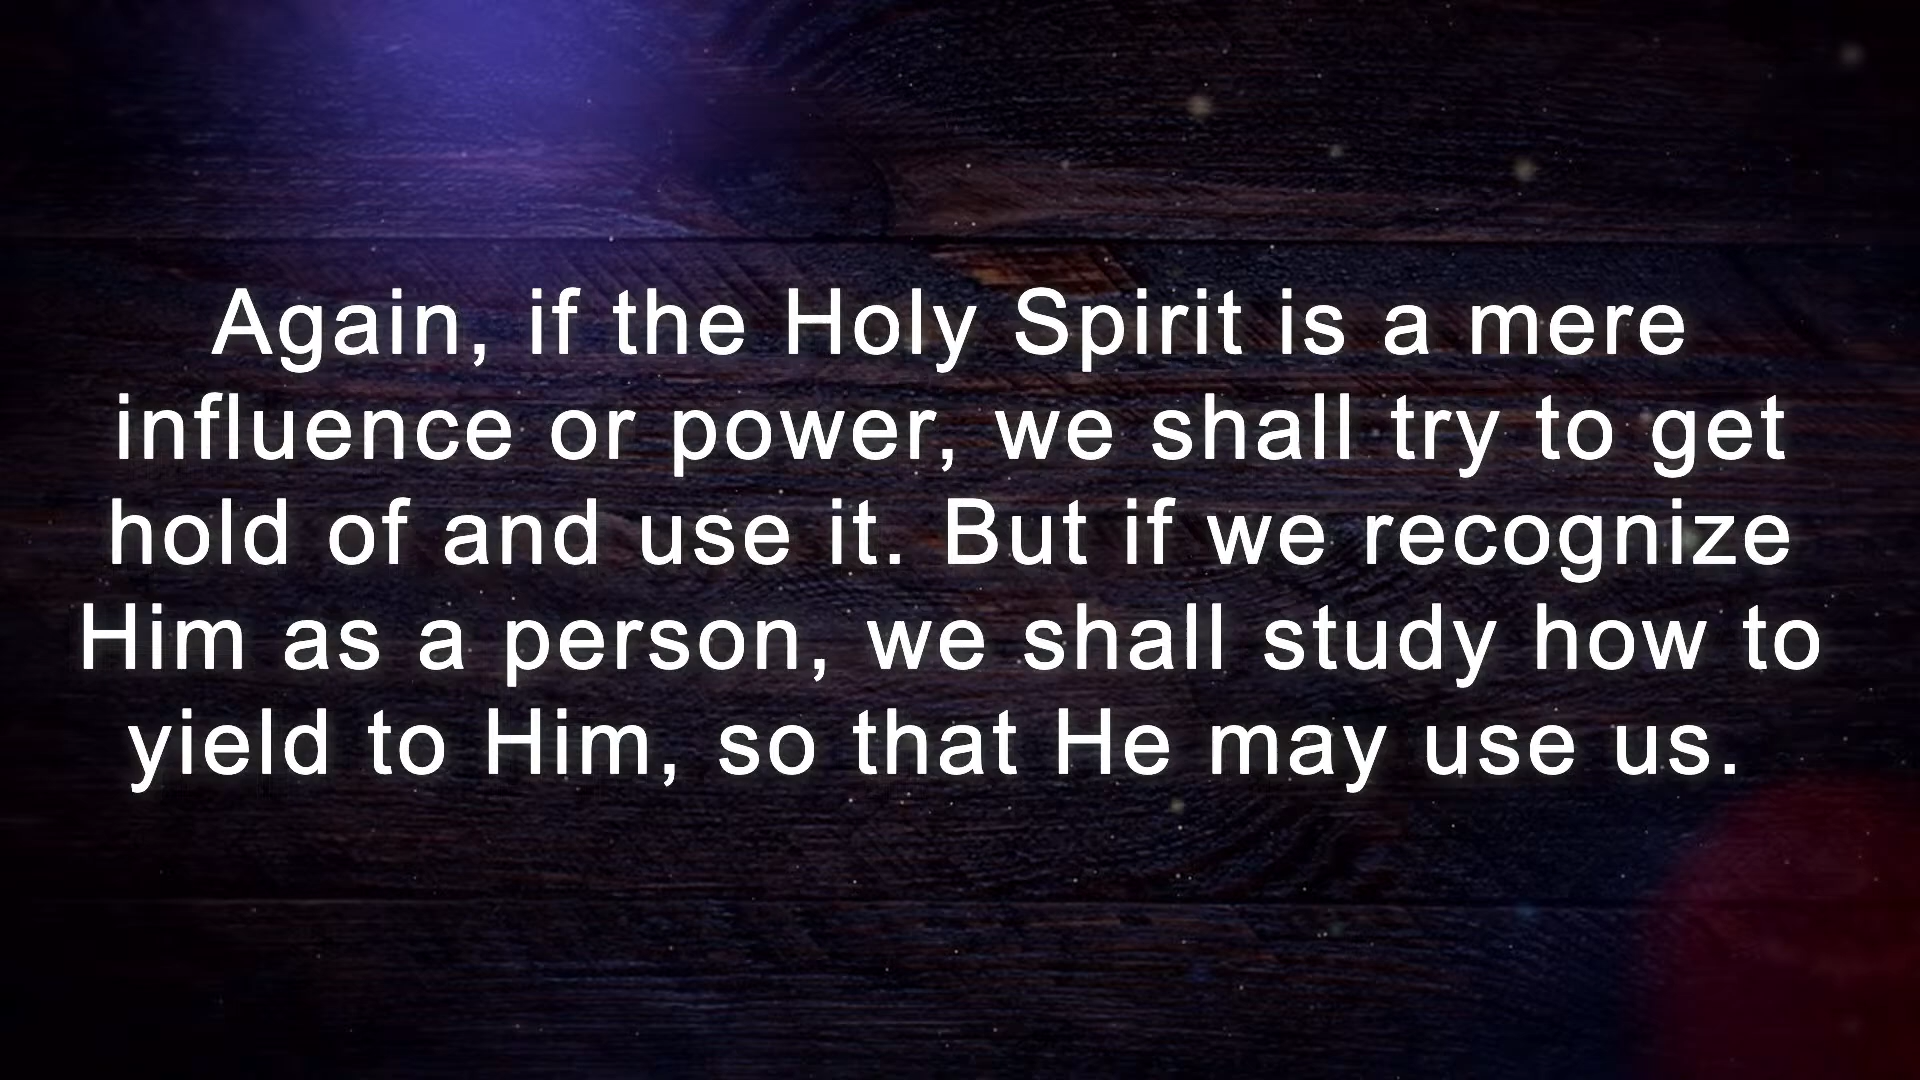 Again, if the Holy Spirit is a mere
influence or power, we shall try to get
hold of and use it. But if we recognize
Him as a person, we shall study how to
yield to Him, so that He may use us.